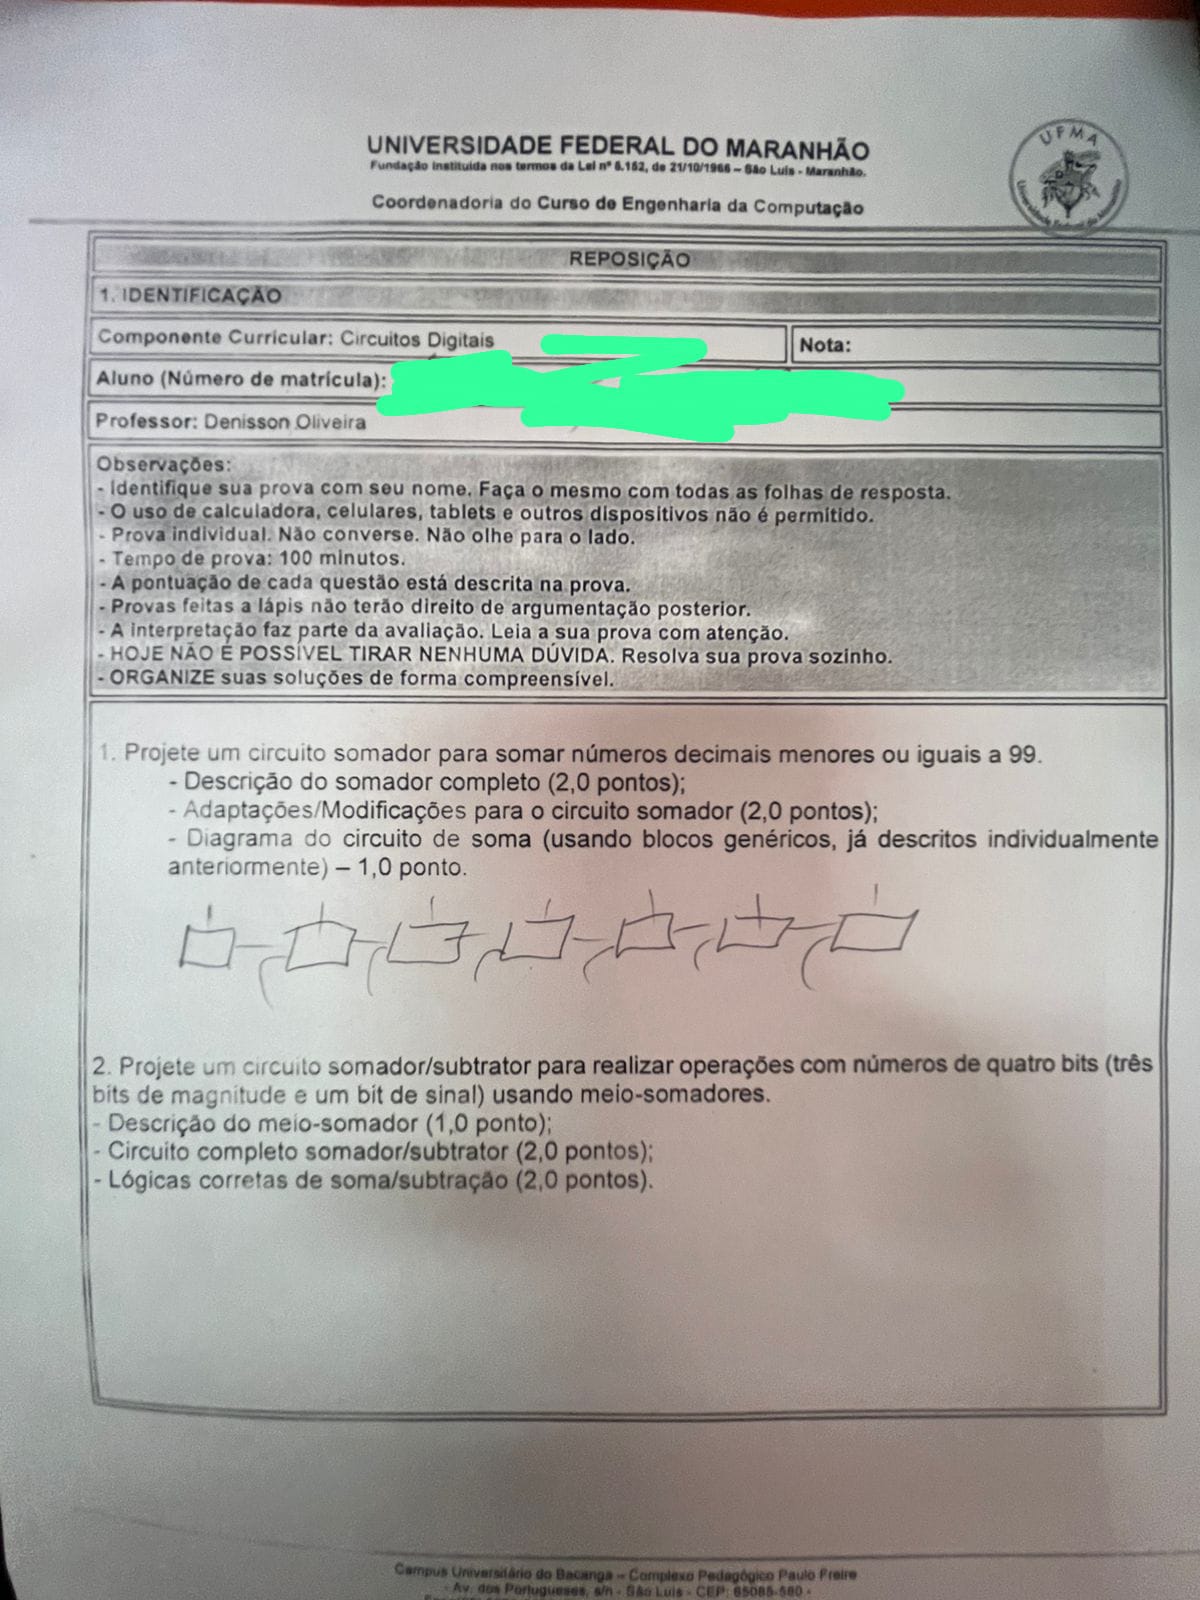 UNIVERSIDADE FEDERAL DO MARANHÃO
Fundação Instituída nos termos da Lei nº 5.152, de 21/10/1966 – São Luís - Maranhão.
Coordenadoria do Curso de Engenharia da Computação
UFMA
Universidade Federal do Maranhão
REPOSIÇÃO
1. IDENTIFICAÇÃO
Componente Curricular: Circuitos Digitais
Nota:
Aluno (Número de matrícula):
Professor: Denisson Oliveira
Observações:
- Identifique sua prova com seu nome. Faça o mesmo com todas as folhas de resposta.
- O uso de calculadora, celulares, tablets e outros dispositivos não é permitido.
- Prova individual. Não converse. Não olhe para o lado.
- Tempo de prova: 100 minutos.
- A pontuação de cada questão está descrita na prova.
- Provas feitas a lápis não terão direito de argumentação posterior.
- A interpretação faz parte da avaliação. Leia a sua prova com atenção.
- HOJE NÃO É POSSÍVEL TIRAR NENHUMA DÚVIDA. Resolva sua prova sozinho.
- ORGANIZE suas soluções de forma compreensível.
1. Projete um circuito somador para somar números decimais menores ou iguais a 99.
- Descrição do somador completo (2,0 pontos);
- Adaptações/Modificações para o circuito somador (2,0 pontos);
- Diagrama do circuito de soma (usando blocos genéricos, já descritos individualmente
anteriormente) – 1,0 ponto.
2. Projete um circuito somador/subtrator para realizar operações com números de quatro bits (três
bits de magnitude e um bit de sinal) usando meio-somadores.
- Descrição do meio-somador (1,0 ponto);
- Circuito completo somador/subtrator (2,0 pontos);
- Lógicas corretas de soma/subtração (2,0 pontos).
Campus Universitário do Bacanga – Complexo Pedagógico Paulo Freire
- Av. dos Portugueses, s/n - São Luís - CEP: 65085-580 -